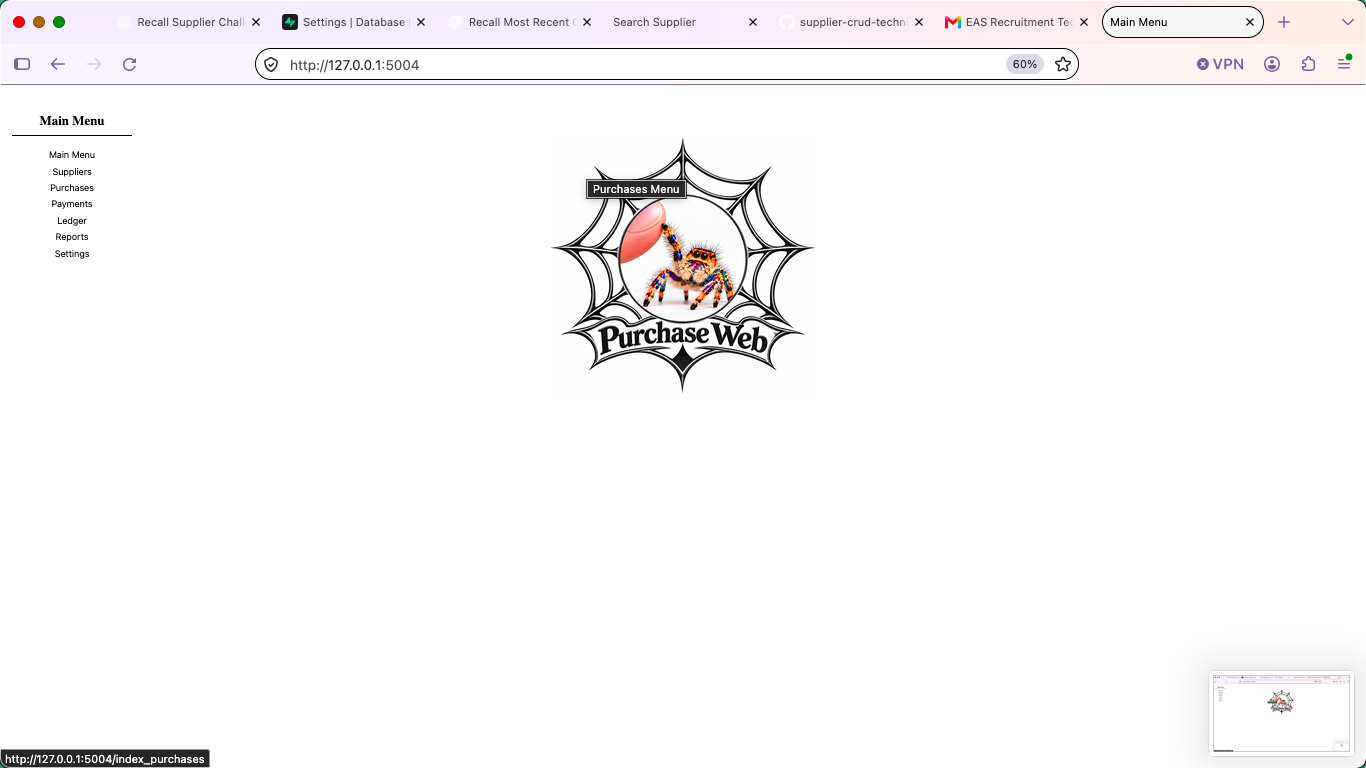 Recall Supplier Chall
Settings | Database
Recall Most Recent
Search Supplier
supplier-crud-techni
EAS Recruitment Tec
Main Menu
http://127.0.0.1:5004
60%
VPN
Main Menu
Main Menu
Suppliers
Purchases
Payments
Ledger
Reports
Settings
Purchases Menu
Purchase Web
http://127.0.0.1:5004/index_purchases